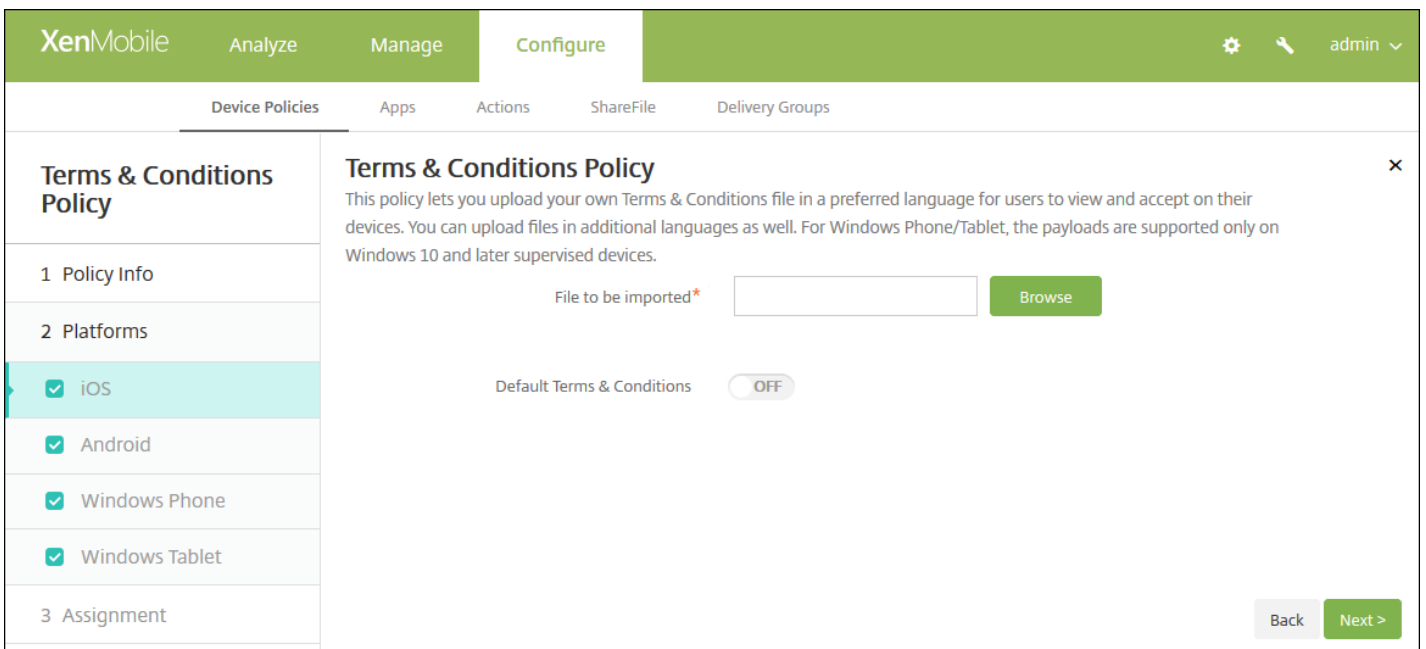 XenMobile Analyze Manage Configure admin
Device Policies Apps Actions ShareFile Delivery Groups
Terms & Conditions
Policy
1 Policy Info
2 Platforms
iOS
Android
Windows Phone
Windows Tablet
3 Assignment
Terms & Conditions Policy
This policy lets you upload your own Terms & Conditions file in a preferred language for users to view and accept on their
devices. You can upload files in additional languages as well. For Windows Phone/Tablet, the payloads are supported only on
Windows 10 and later supervised devices.
File to be imported* Browse
Default Terms & Conditions OFF
Back Next >